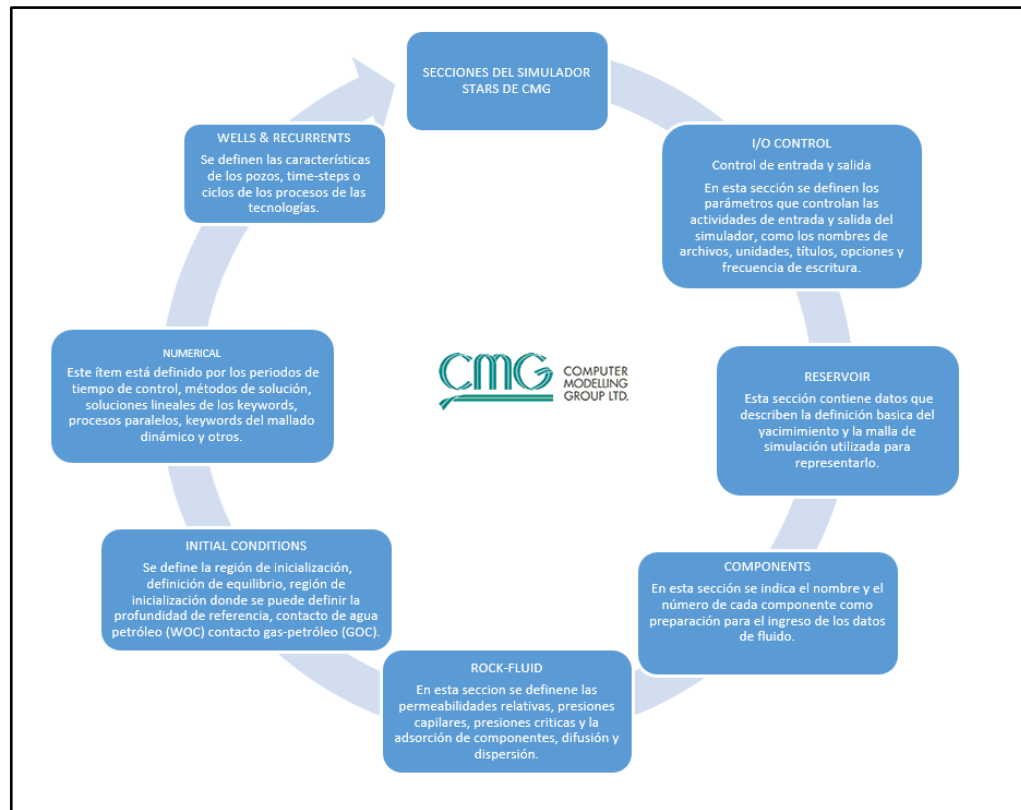 SECCIONES DEL SIMULADOR
STARS DE CMG
I/O CONTROL
Control de entrada y salida
En esta sección se definen los
parámetros que controlan las
actividades de entrada y salida del
simulador, como los nombres de
archivos, unidades, títulos, opciones y
frecuencia de escritura.
RESERVOIR
Esta sección contiene datos que
describen la definición basica del
yacimimiento y la malla de
simulación utilizada para
representarlo.
COMPONENTS
En esta sección se indica el nombre y el
número de cada componente como
preparación para el ingreso de los datos
de fluido.
ROCK-FLUID
En esta seccion se definene las
permeabilidades relativas, presiones
capilares, presiones criticas y la
adsorción de componentes, difusión y
dispersión.
INITIAL CONDITIONS
Se define la región de inicialización,
definición de equilibrio, región de
inicialización donde se puede definir la
profundidad de referencia, contacto de agua
petróleo (WOC) contacto gas-petróleo (GOC).
NUMERICAL
Este ítem está definido por los periodos de
tiempo de control, métodos de solución,
soluciones lineales de los keywords,
procesos paralelos, keywords del mallado
dinámico y otros.
WELLS & RECURRENTS
Se definen las características
de los pozos, time-steps o
ciclos de los procesos de las
tecnologías.
CMG
COMPUTER
MODELLING
GROUP LTD.